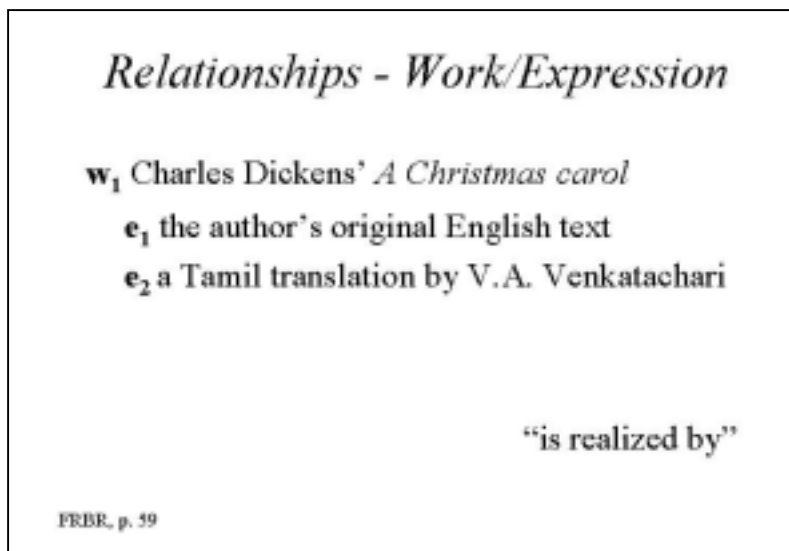 Relationships - Work/Expression
w₁ Charles Dickens’ A Christmas carol
e₁ the author’s original English text
e₂ a Tamil translation by V.A. Venkatachari
“is realized by”
FRBR, p. 59